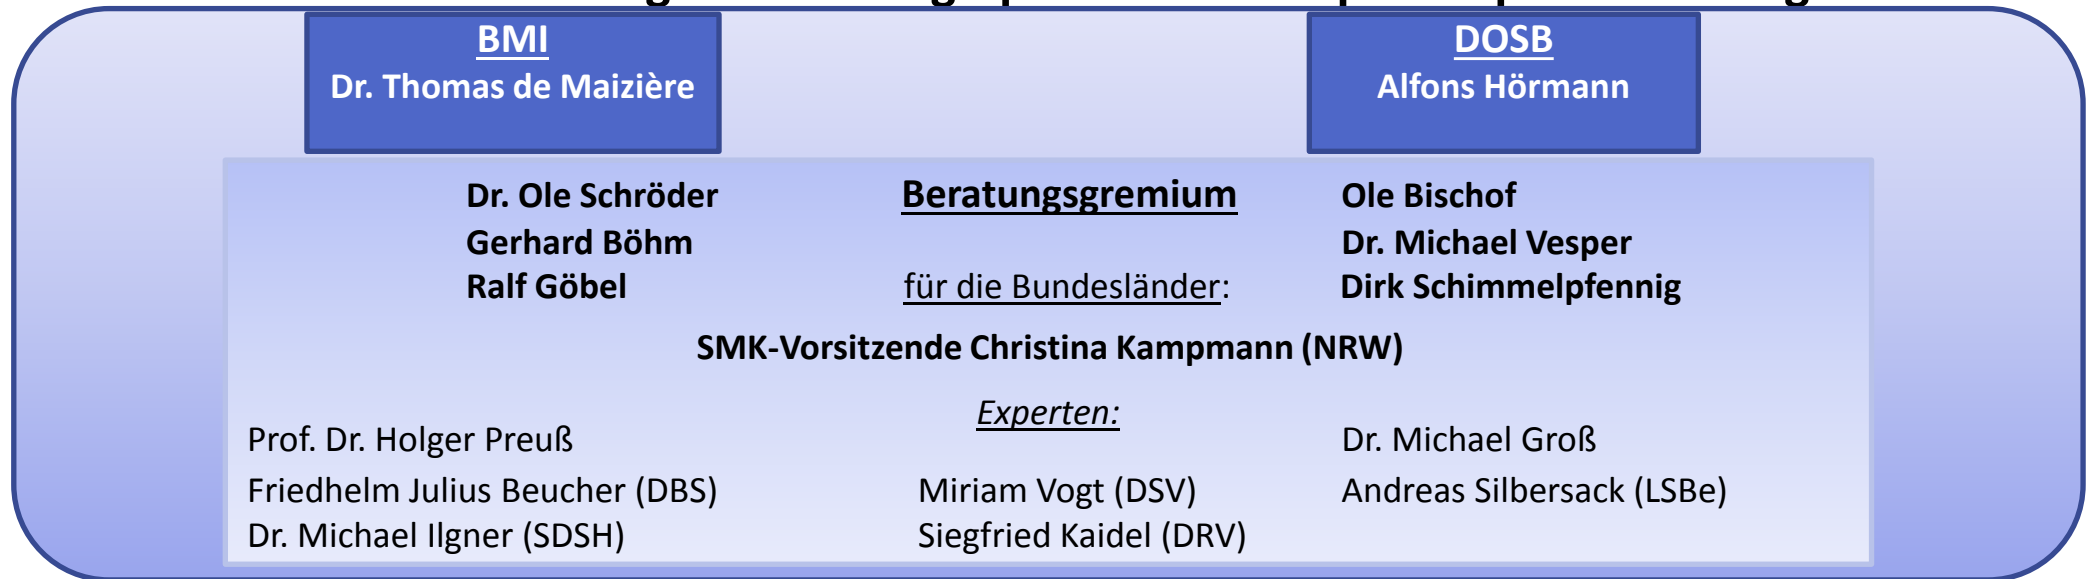 BMI
Dr. Thomas de Maizière
DOSB
Alfons Hörmann
Dr. Ole Schröder
Gerhard Böhm
Ralf Göbel
Beratungsgremium
für die Bundesländer:
Ole Bischof
Dr. Michael Vesper
Dirk Schimmelpfennig
SMK-Vorsitzende Christina Kampmann (NRW)
Experten:
Prof. Dr. Holger Preuß
Friedhelm Julius Beucher (DBS)
Dr. Michael Ilgner (SDSH)
Miriam Vogt (DSV)
Siegfried Kaidel (DRV)
Dr. Michael Groß
Andreas Silbersack (LSBe)